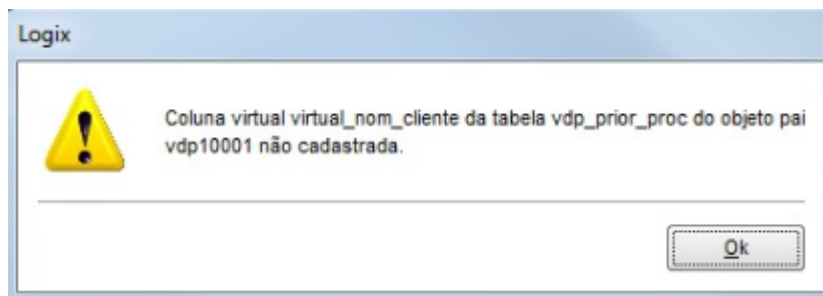 Logix
Coluna virtual virtual_nom_cliente da tabela vdp_prior_proc do objeto pai
vdp10001 não cadastrada.
Ok